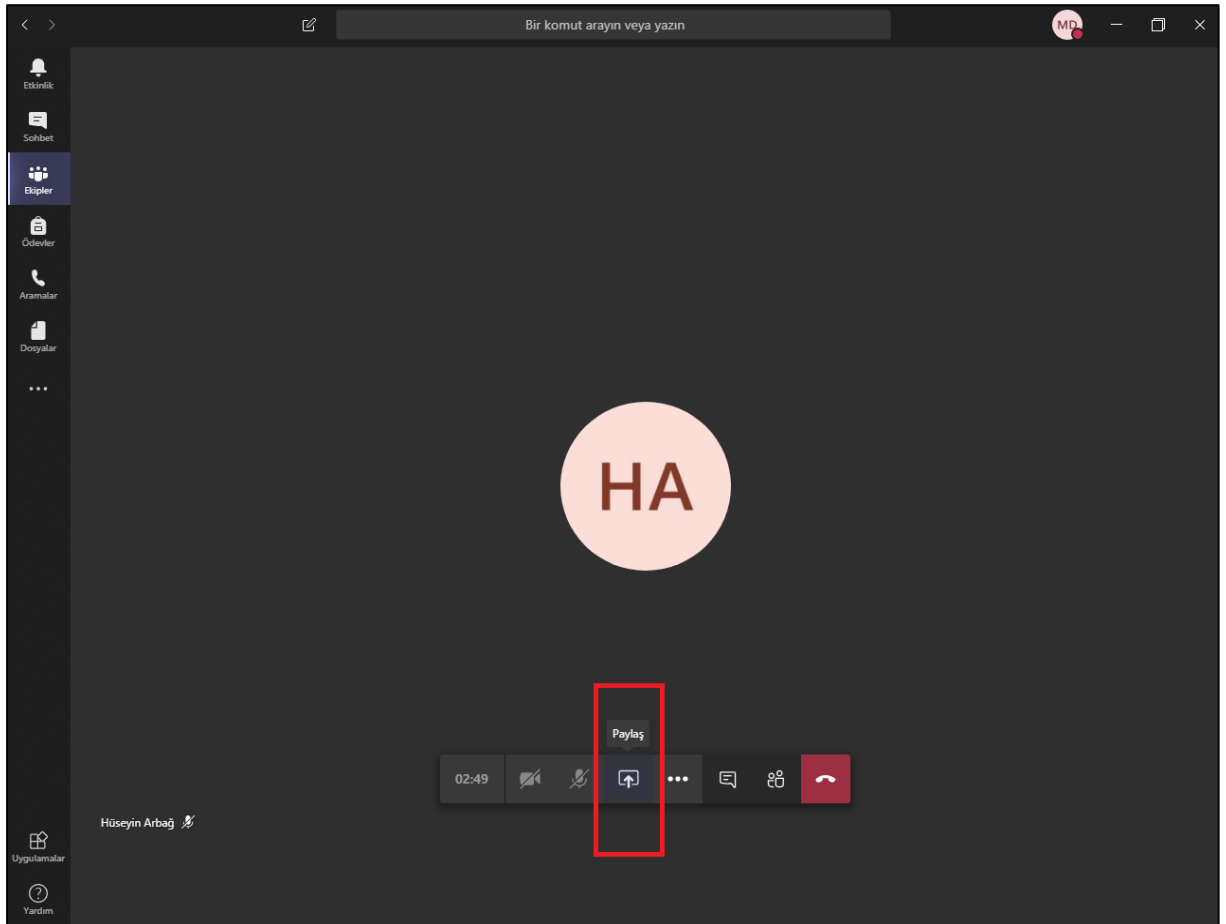 Bir komut arayın veya yazın
MD
Etkinlik
Sohbet
Ekipler
Ödevler
Aramalar
Dosyalar
HA
Paylaş
02:49
Hüseyin Arbağ
Uygulamalar
Yardım